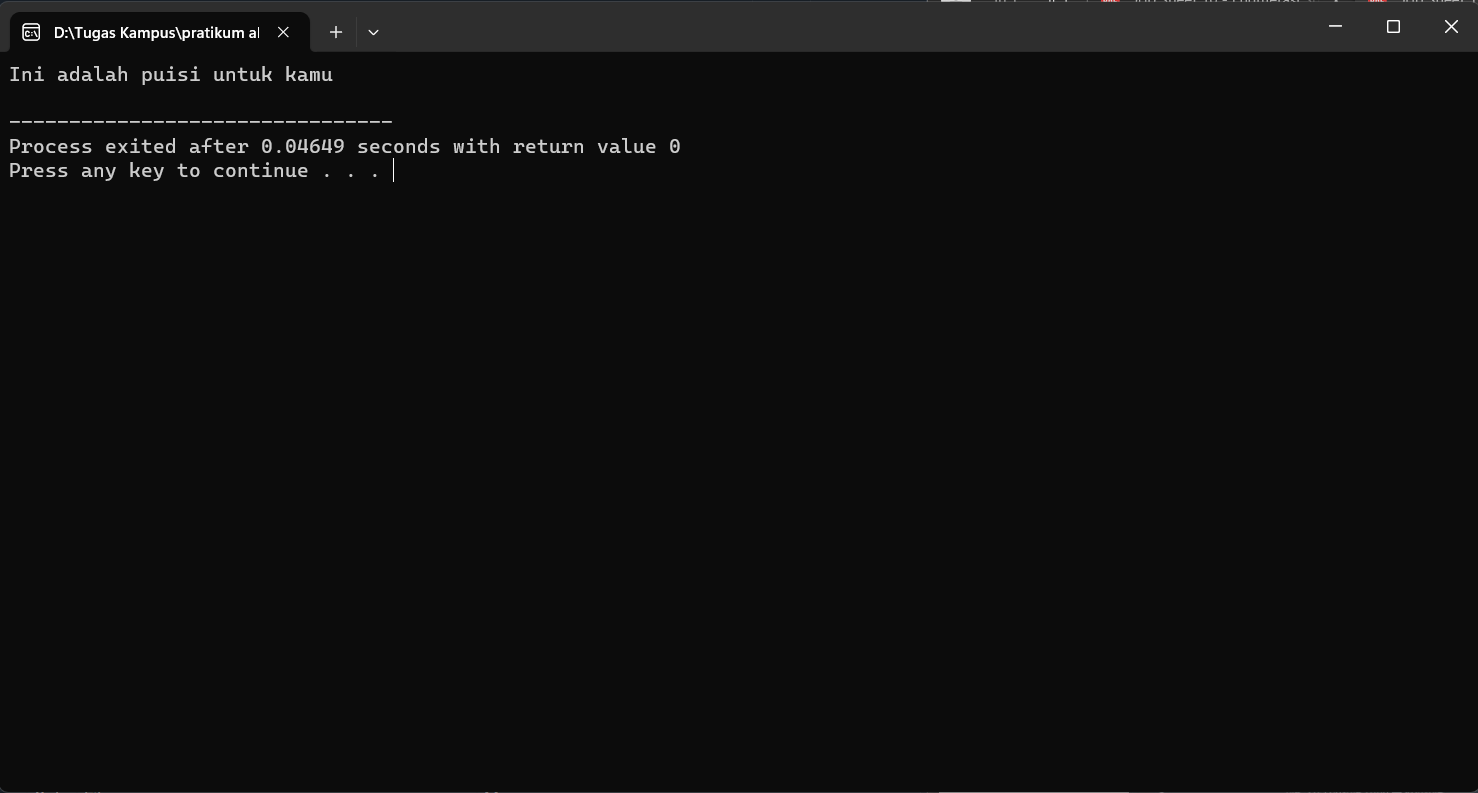 D:\Tugas Kampus\pratikum al
Ini adalah puisi untuk kamu
--------------------------------
Process exited after 0.04649 seconds with return value 0
Press any key to continue . . .